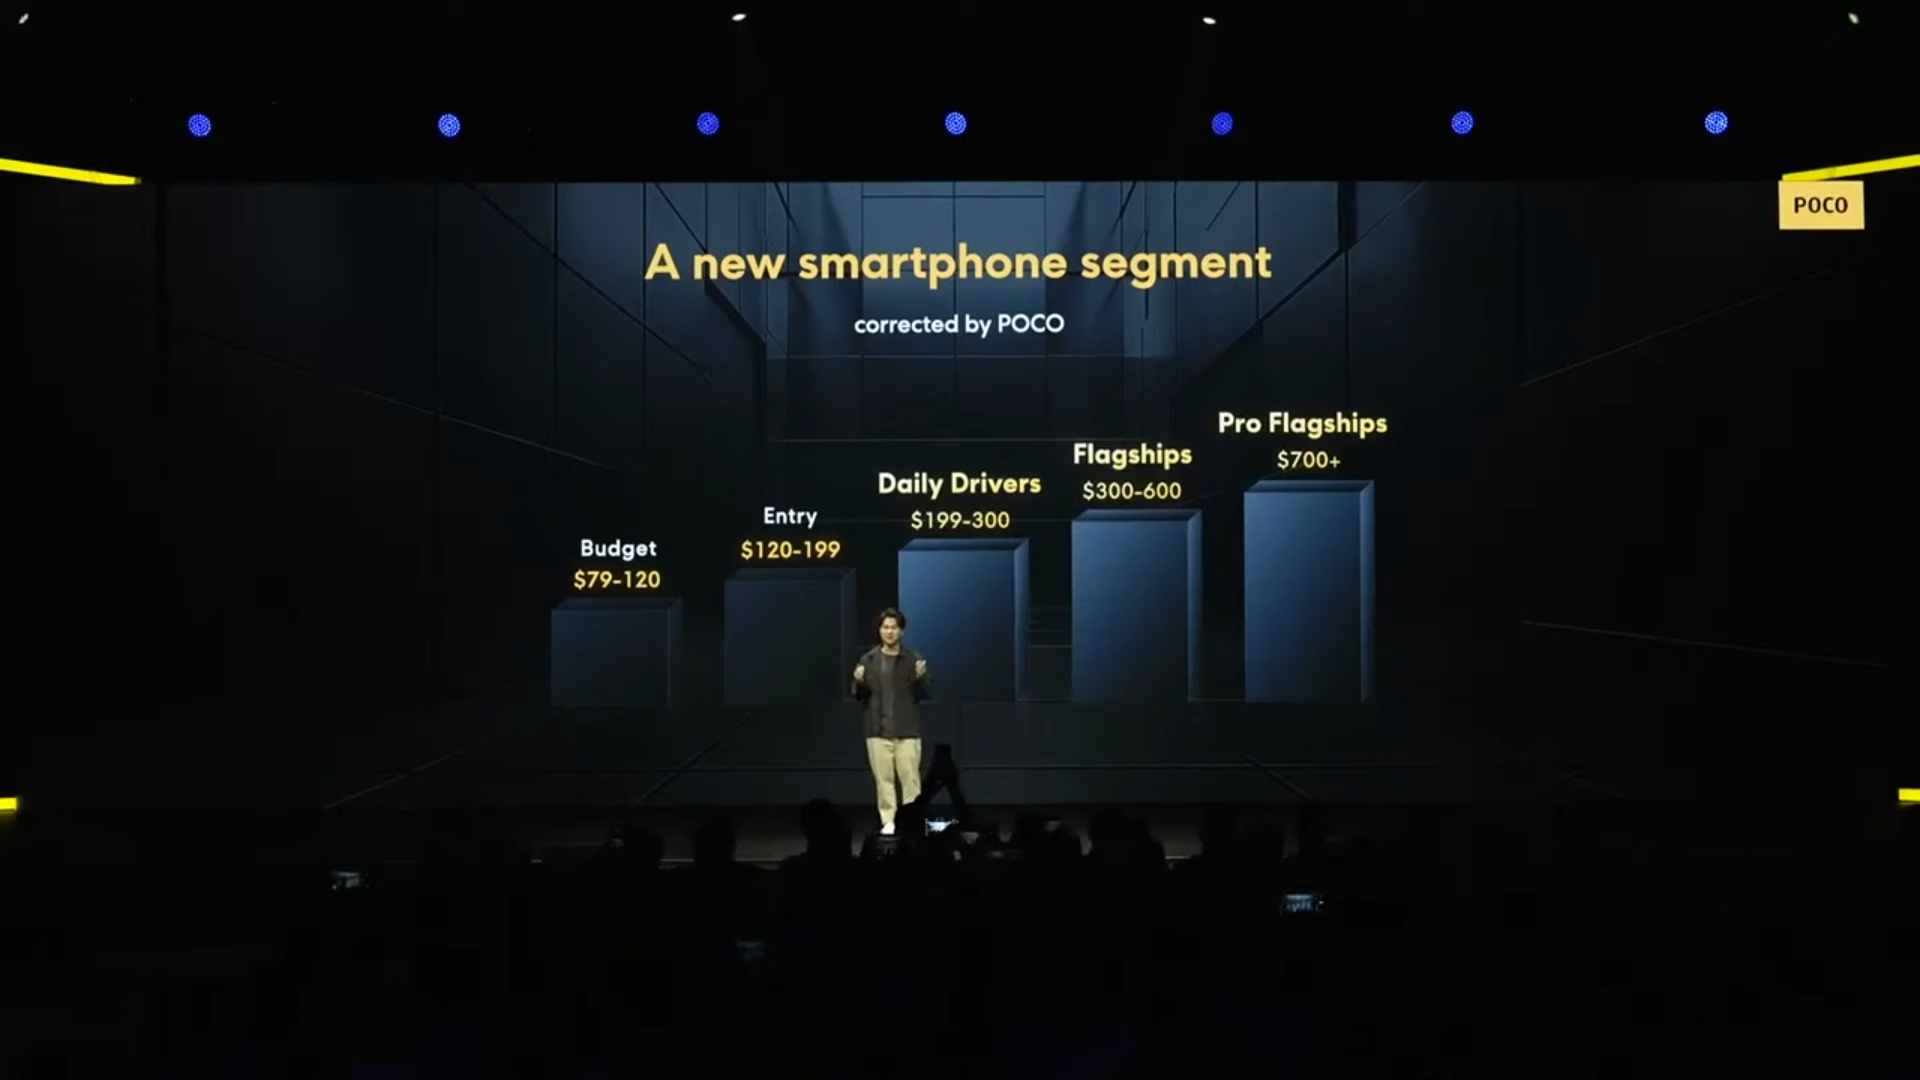 POCO
A new smartphone segment
corrected by POCO
Budget
$79-120
Entry
$120-199
Daily Drivers
$199-300
Flagships
$300-600
Pro Flagships
$700+